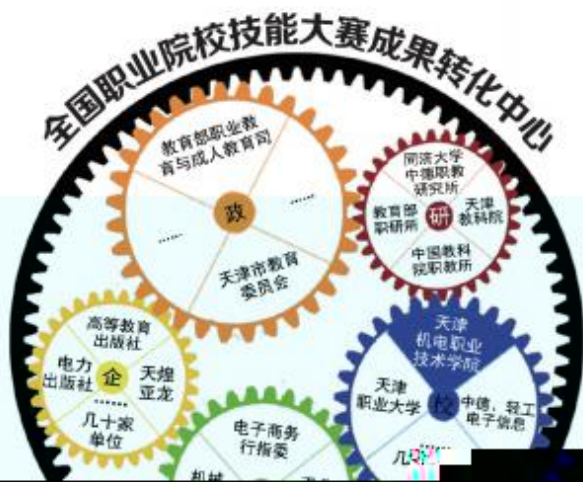 全国职业院校技能大赛成果转化中心
教育部职业教
育与成人教育司
......
政
......
天津市教育
委员会
同济大学
中德职教
研究所
教育部
职研所
研
天津
教科院
中国教科
院职教所
高等教育
出版社
电力
出版社
企
天煌
亚龙
......
几十家
单位
天津
机电职业
技术学院
天津
职业大学
校
中德、轻工
电子信息
......
电子商务
行指委
机械